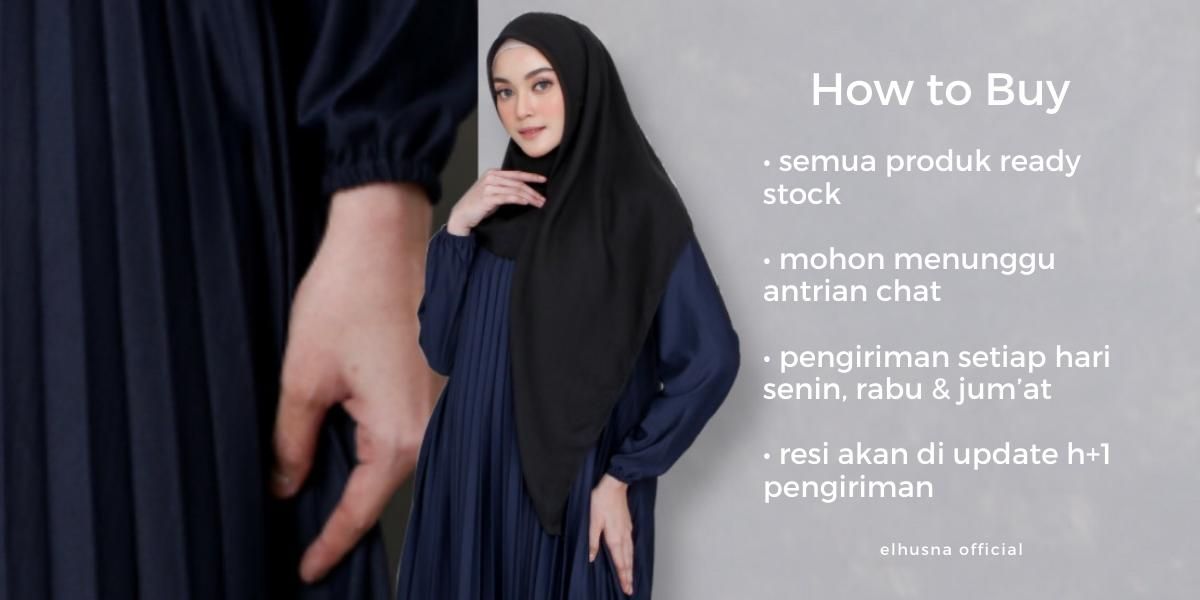 How to Buy
• semua produk ready
stock
• mohon menunggu
antrian chat
• pengiriman setiap hari
senin, rabu & jum'at
• resi akan di update h+1
pengiriman
elhusna official